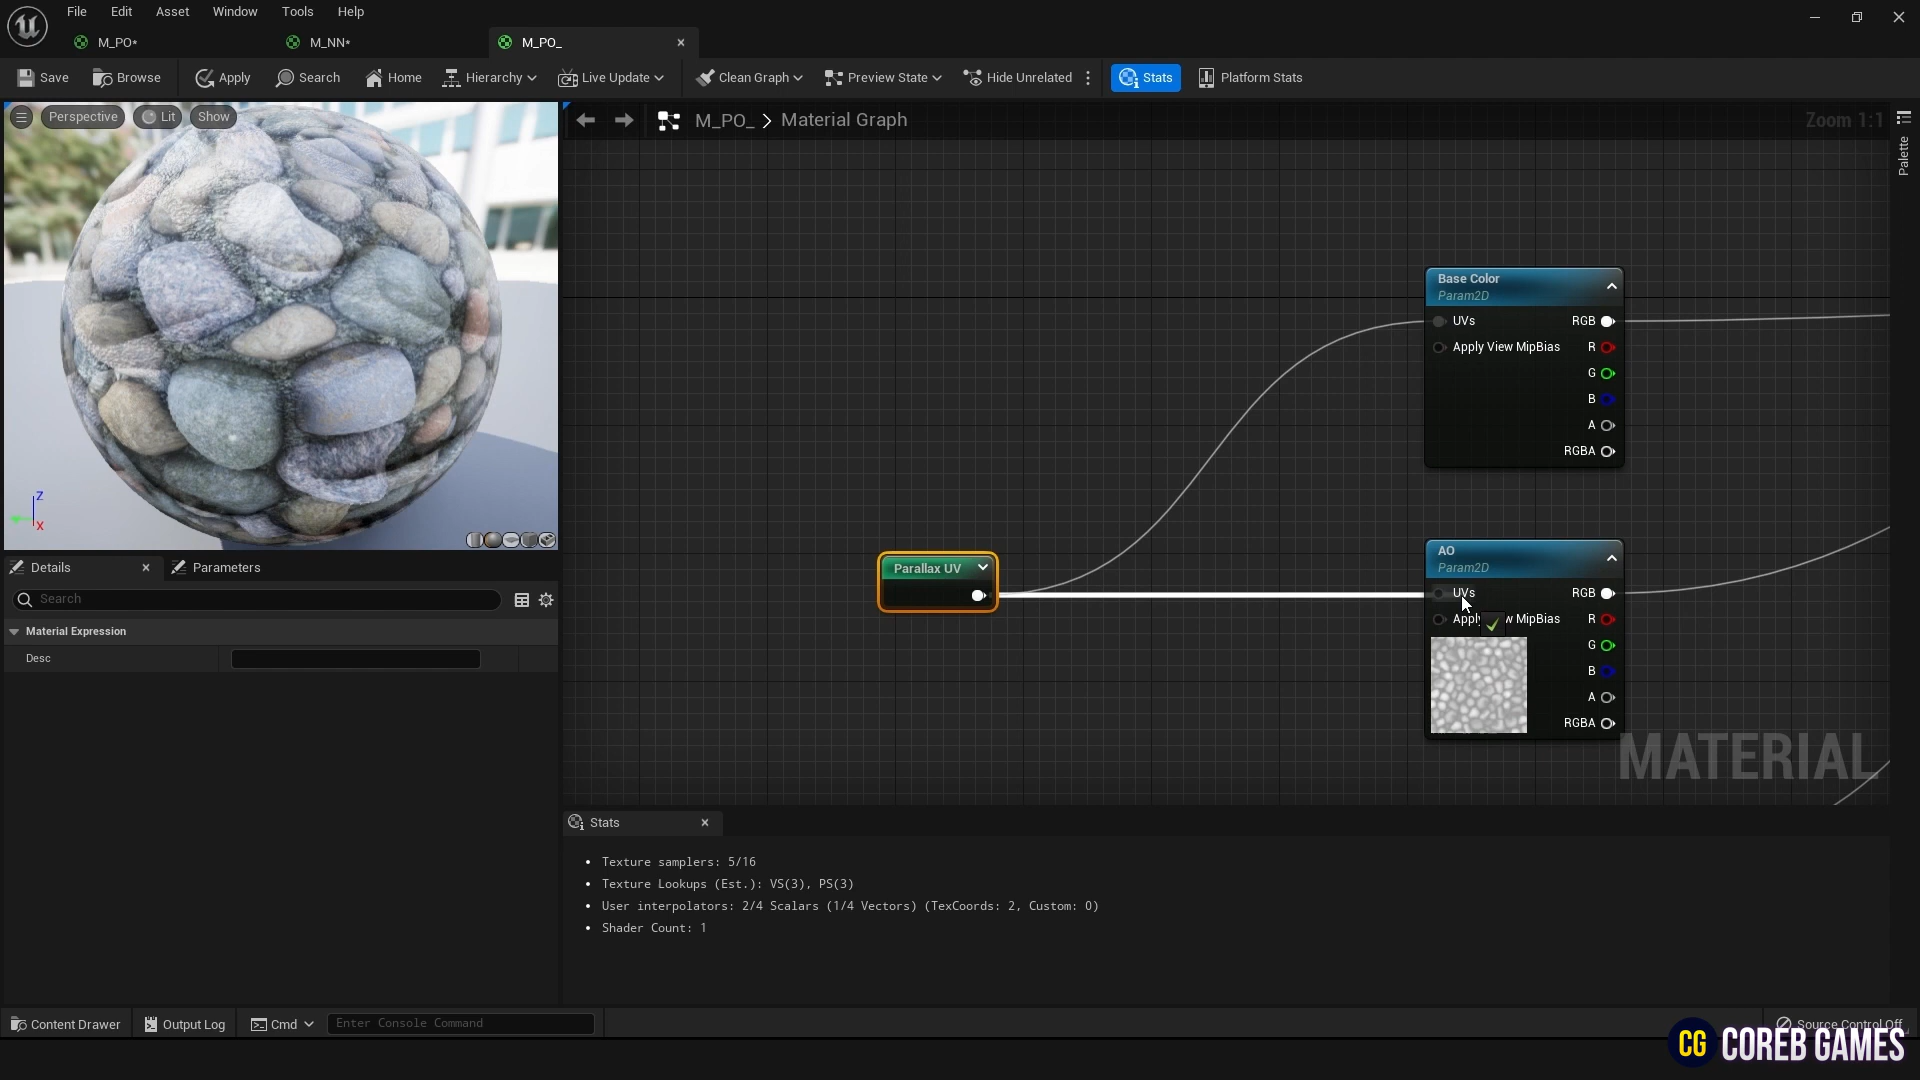 File Edit Asset Window Tools Help
M_PO* M_NN* M_PO_
Save Browse Apply Search Home Hierarchy Live Update Clean Graph Preview State Hide Unrelated Stats Platform Stats
Perspective Lit Show
M_PO_ > Material Graph
Zoom 1:1
Palette
Base Color
Param2D
UVs RGB
Apply View MipBias R
G
B
A
RGBA
Z
X
Parallax UV
AO
Param2D
UVs RGB
Apply w MipBias R
G
B
A
RGBA
MATERIAL
Details Parameters
Search
Material Expression
Desc
Stats
Texture samplers: 5/16
Texture Lookups (Est.): VS(3), PS(3)
User interpolators: 2/4 Scalars (1/4 Vectors) (TexCoords: 2, Custom: 0)
Shader Count: 1
Content Drawer Output Log Cmd Enter Console Command Source Control Off
CG COREB GAMES